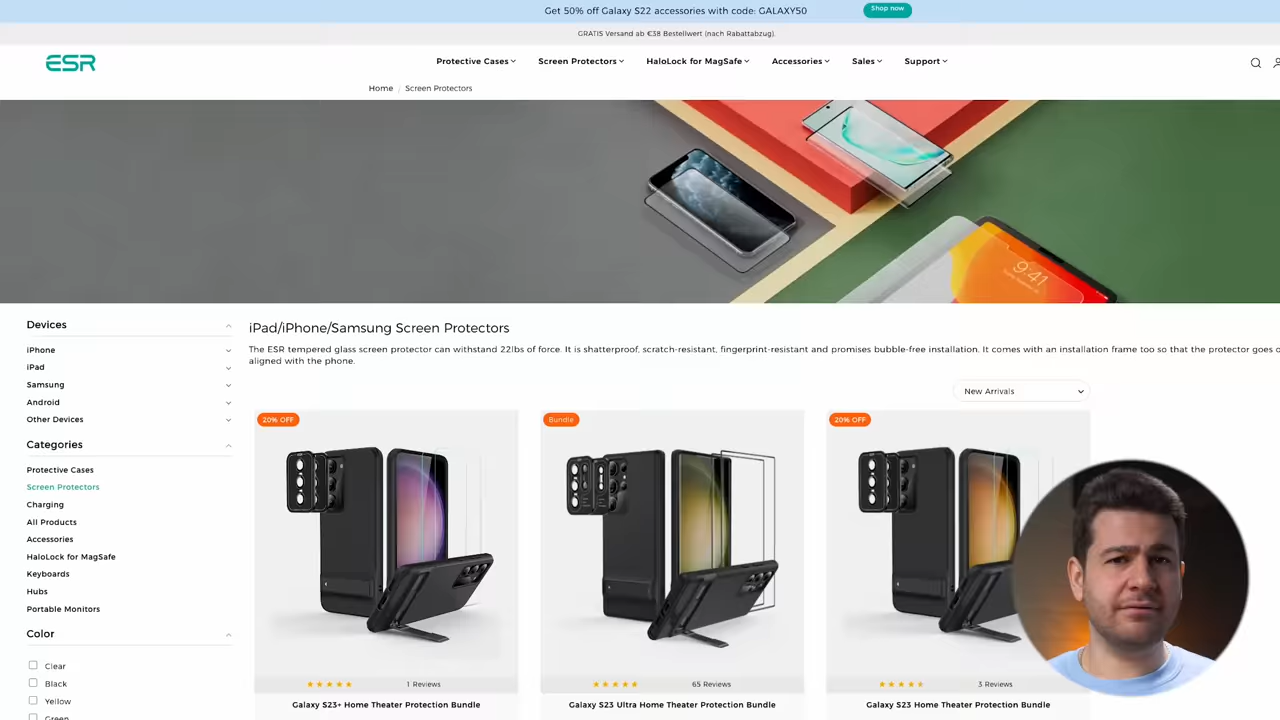 Get 50% off Galaxy S22 accessories with code: GALAXY50
Shop now
GRATIS Versand ab €38 Bestellwert (nach Rabattabzug).
ESR
Protective Cases
Screen Protectors
HaloLock for MagSafe
Accessories
Sales
Support
Home / Screen Protectors
9:41
Devices
iPhone
iPad
Samsung
Android
Other Devices
Categories
Protective Cases
Screen Protectors
Charging
All Products
Accessories
HaloLock for MagSafe
Keyboards
Hubs
Portable Monitors
Color
Clear
Black
Yellow
Green
iPad/iPhone/Samsung Screen Protectors
The ESR tempered glass screen protector can withstand 22lbs of force. It is shatterproof, scratch-resistant, fingerprint-resistant and promises bubble-free installation. It comes with an installation frame too so that the protector goes
aligned with the phone.
New Arrivals
20% OFF
Bundle
20% OFF
1 Reviews
65 Reviews
3 Reviews
Galaxy S23+ Home Theater Protection Bundle
Galaxy S23 Ultra Home Theater Protection Bundle
Galaxy S23 Home Theater Protection Bundle